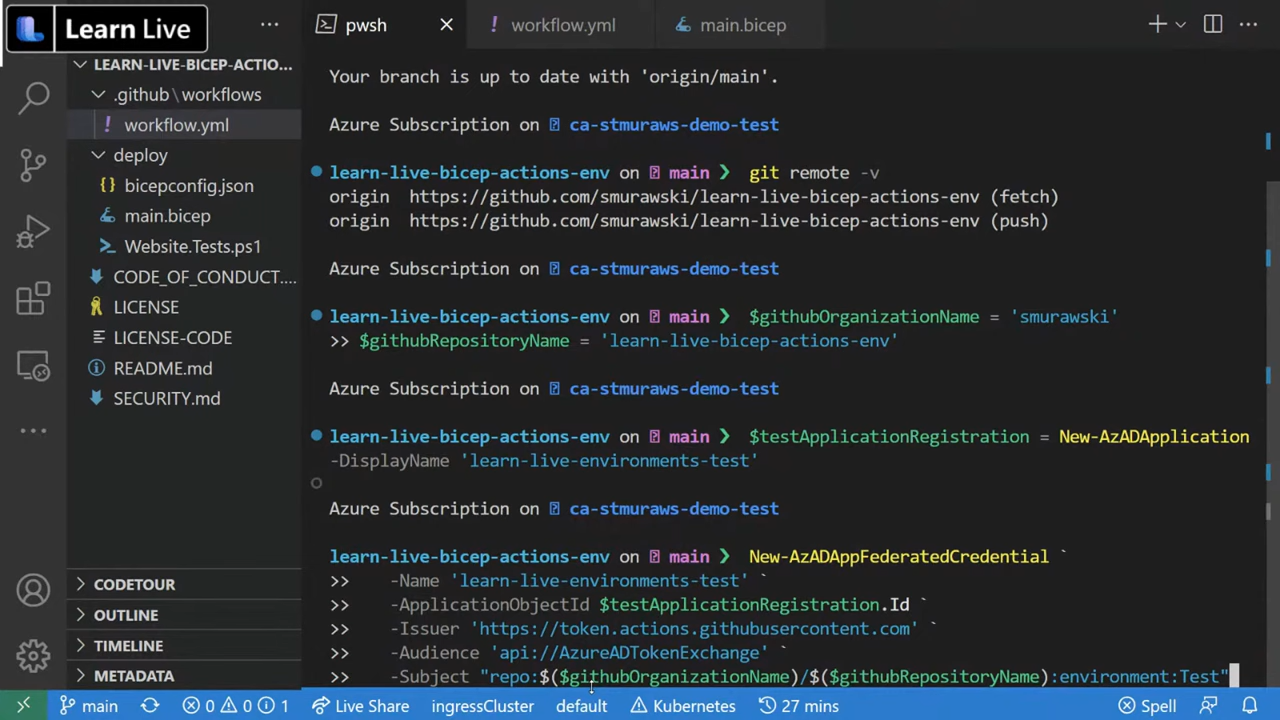 Learn Live
pwsh
workflow.yml
main.bicep
LEARN-LIVE-BICEP-ACTIO...
.github\workflows
workflow.yml
deploy
bicepconfig.json
main.bicep
Website.Tests.ps1
CODE_OF_CONDUCT....
LICENSE
LICENSE-CODE
README.md
SECURITY.md
CODETOUR
OUTLINE
TIMELINE
METADATA
Your branch is up to date with 'origin/main'.
Azure Subscription on ca-stmuraws-demo-test
learn-live-bicep-actions-env on main ❯ git remote -v
origin https://github.com/smurawski/learn-live-bicep-actions-env (fetch)
origin https://github.com/smurawski/learn-live-bicep-actions-env (push)
Azure Subscription on ca-stmuraws-demo-test
learn-live-bicep-actions-env on main ❯ $githubOrganizationName = 'smurawski'
>> $githubRepositoryName = 'learn-live-bicep-actions-env'
Azure Subscription on ca-stmuraws-demo-test
learn-live-bicep-actions-env on main ❯ $testApplicationRegistration = New-AzADApplication
-DisplayName 'learn-live-environments-test'
Azure Subscription on ca-stmuraws-demo-test
learn-live-bicep-actions-env on main ❯ New-AzADAppFederatedCredential `
>> -Name 'learn-live-environments-test' `
>> -ApplicationObjectId $testApplicationRegistration.Id `
>> -Issuer 'https://token.actions.githubusercontent.com' `
>> -Audience 'api://AzureADTokenExchange' `
>> -Subject "repo:$($githubOrganizationName)/$($githubRepositoryName):environment:Test"
main 0 0 1 Live Share ingressCluster default Kubernetes 27 mins Spell